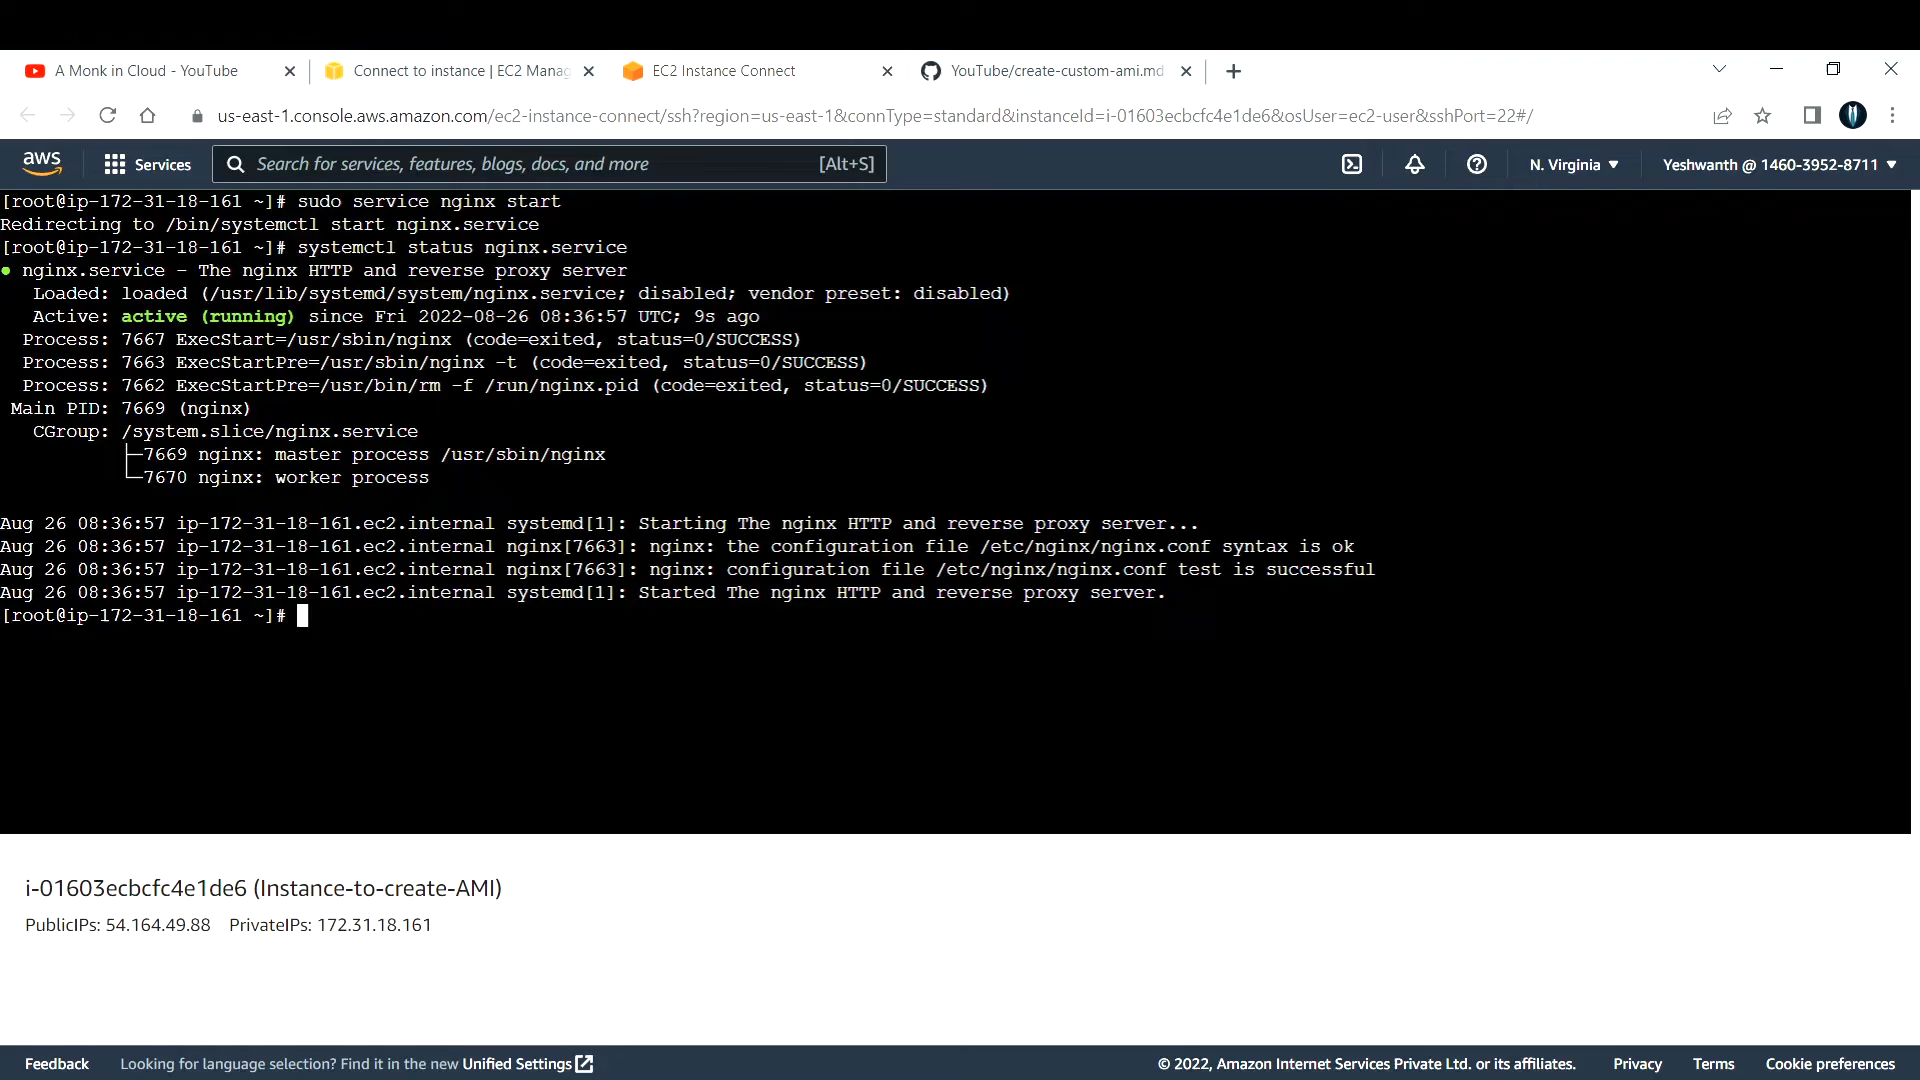 A Monk in Cloud - YouTube
Connect to instance | EC2 Manag
EC2 Instance Connect
YouTube/create-custom-ami.md
us-east-1.console.aws.amazon.com/ec2-instance-connect/ssh?region=us-east-1&connType=standard&instanceId=i-01603ecbcfc4e1de6&osUser=ec2-user&sshPort=22#/
aws
Services
Search for services, features, blogs, docs, and more
[Alt+S]
N. Virginia
Yeshwanth @ 1460-3952-8711
[root@ip-172-31-18-161 ~]# sudo service nginx start
Redirecting to /bin/systemctl start nginx.service
[root@ip-172-31-18-161 ~]# systemctl status nginx.service
● nginx.service - The nginx HTTP and reverse proxy server
Loaded: loaded (/usr/lib/systemd/system/nginx.service; disabled; vendor preset: disabled)
Active: active (running) since Fri 2022-08-26 08:36:57 UTC; 9s ago
Process: 7667 ExecStart=/usr/sbin/nginx (code=exited, status=0/SUCCESS)
Process: 7663 ExecStartPre=/usr/sbin/nginx -t (code=exited, status=0/SUCCESS)
Process: 7662 ExecStartPre=/usr/bin/rm -f /run/nginx.pid (code=exited, status=0/SUCCESS)
Main PID: 7669 (nginx)
CGroup: /system.slice/nginx.service
├─7669 nginx: master process /usr/sbin/nginx
└─7670 nginx: worker process
Aug 26 08:36:57 ip-172-31-18-161.ec2.internal systemd[1]: Starting The nginx HTTP and reverse proxy server...
Aug 26 08:36:57 ip-172-31-18-161.ec2.internal nginx[7663]: nginx: the configuration file /etc/nginx/nginx.conf syntax is ok
Aug 26 08:36:57 ip-172-31-18-161.ec2.internal nginx[7663]: nginx: configuration file /etc/nginx/nginx.conf test is successful
Aug 26 08:36:57 ip-172-31-18-161.ec2.internal systemd[1]: Started The nginx HTTP and reverse proxy server.
[root@ip-172-31-18-161 ~]#
i-01603ecbcfc4e1de6 (Instance-to-create-AMI)
PublicIPs: 54.164.49.88 PrivateIPs: 172.31.18.161
Feedback
Looking for language selection? Find it in the new Unified Settings
© 2022, Amazon Internet Services Private Ltd. or its affiliates.
Privacy
Terms
Cookie preferences